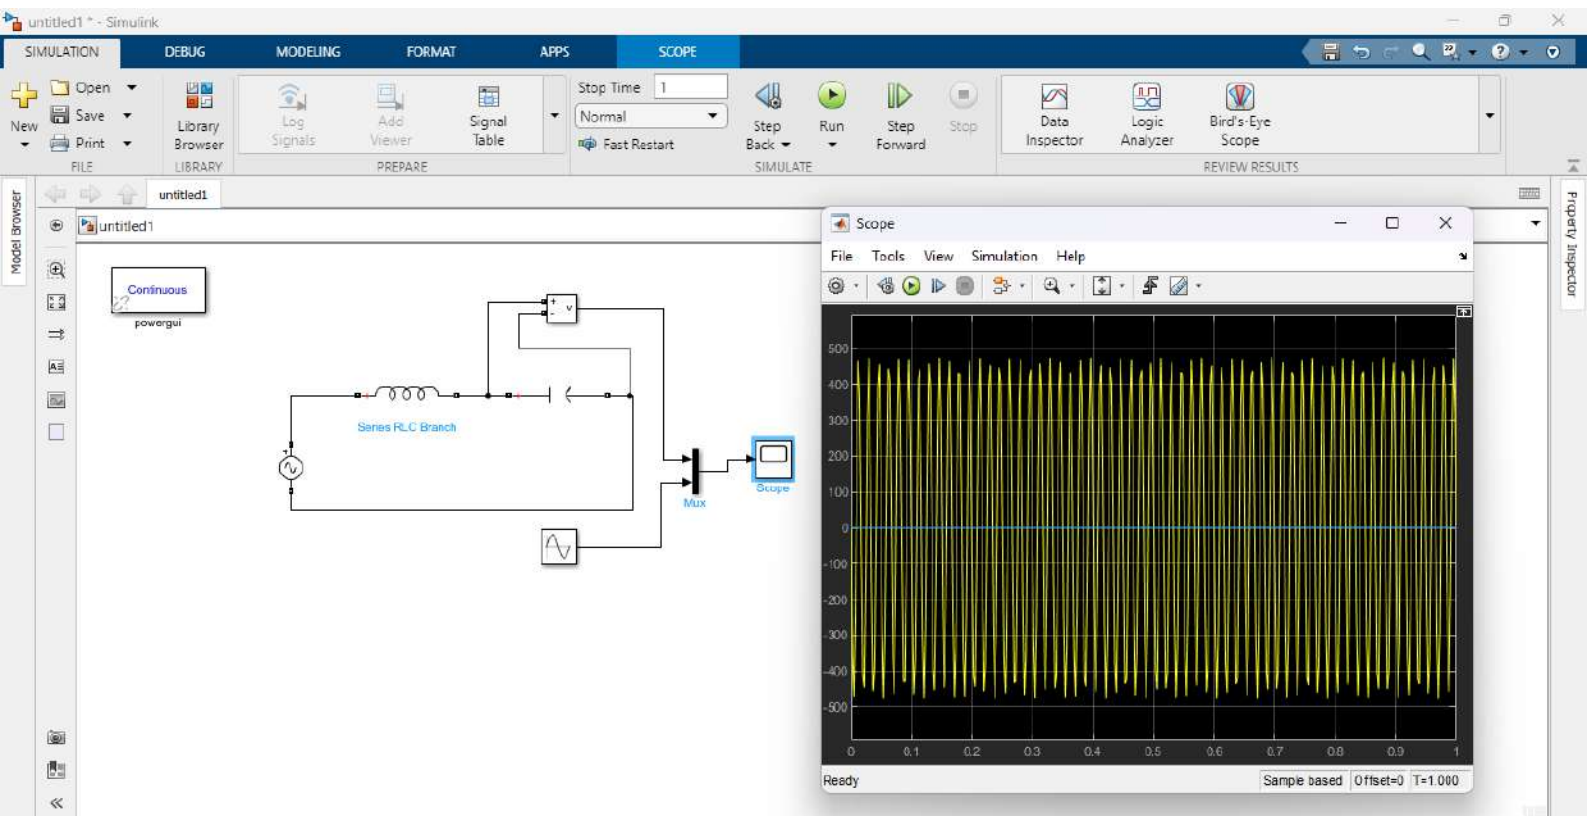 untitled1 * - Simulink
SIMULATION DEBUG MODELING FORMAT APPS SCOPE
New
Open
Save
Print
FILE
Library
Browser
LIBRARY
Log
Signals
Add
Viewer
Signal
Table
PREPARE
Stop Time 1
Normal
Fast Restart
Step
Back
Run
Step
Forward
Stop
SIMULATE
Data
Inspector
Logic
Analyzer
Bird's-Eye
Scope
REVIEW RESULTS
Model Browser
untitled1
untitled1
Property Inspector
Continuous
powergui
+
-
v
Series RLC Branch
+
Mux
Scope
Scope
File Tools View Simulation Help
500
400
300
200
100
0
-100
-200
-300
-400
-500
0 0.1 0.2 0.3 0.4 0.5 0.6 0.7 0.8 0.9 1
Ready Sample based Offset=0 T=1.000